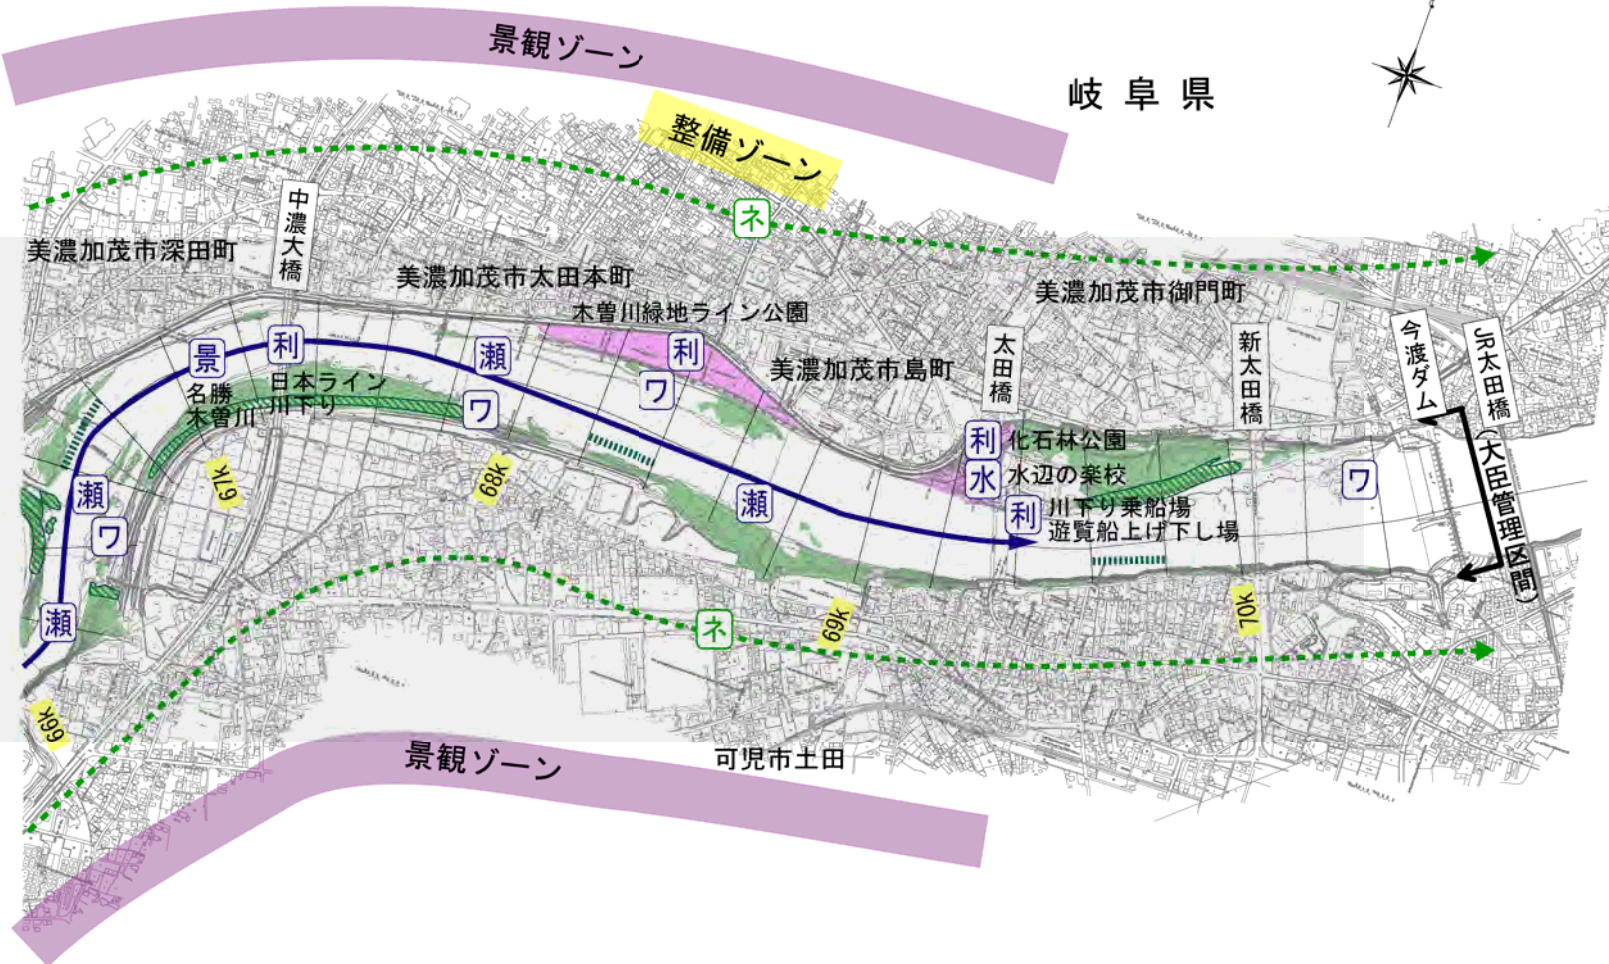 景観ゾーン
岐阜県
整備ゾーン
ネ
中濃大橋
美濃加茂市深田町
美濃加茂市太田本町
美濃加茂市御門町
木曽川緑地ライン公園
今渡ダム
JR太田橋(大臣管理区間)
太田橋
新太田橋
景
利
瀬
利
ワ
美濃加茂市島町
名勝
木曽川
日本ライン
川下り
ワ
利
化石林公園
水
水辺の楽校
利
川下り乗船場
遊覧船上げ下し場
ワ
67k
68k
瀬
ワ
瀬
瀬
ネ
69k
70k
66k
景観ゾーン
可児市土田